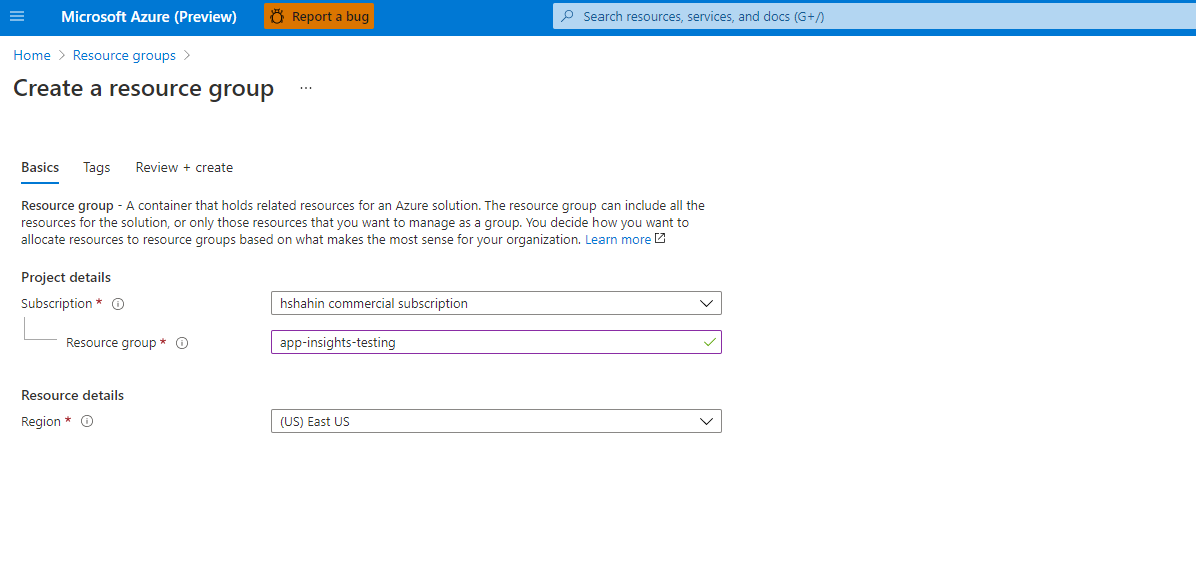 Microsoft Azure (Preview) Report a bug Search resources, services, and docs (G+/)
Home > Resource groups >
Create a resource group ...
Basics Tags Review + create
Resource group - A container that holds related resources for an Azure solution. The resource group can include all the
resources for the solution, or only those resources that you want to manage as a group. You decide how you want to
allocate resources to resource groups based on what makes the most sense for your organization. Learn more
Project details
Subscription * hshahin commercial subscription
Resource group * app-insights-testing
Resource details
Region * (US) East US